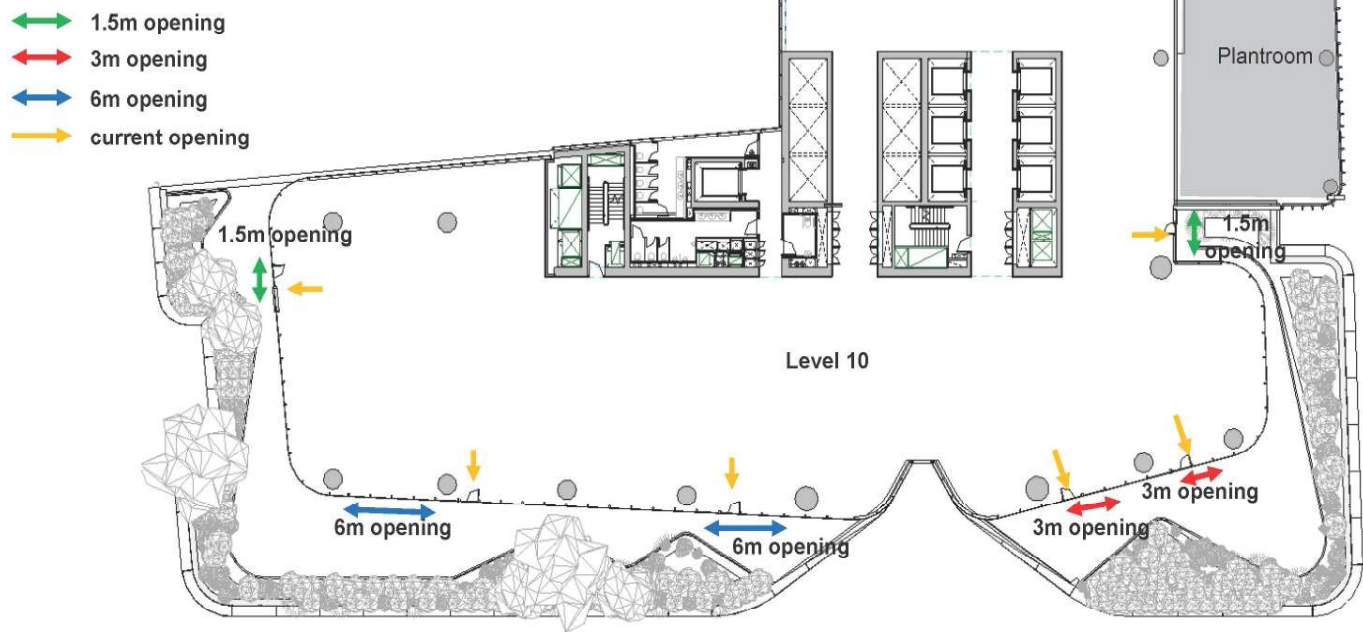 1.5m opening
3m opening
6m opening
current opening
Plantroom
1.5m opening
1.5m
opening
Level 10
6m opening
6m opening
3m opening
3m opening